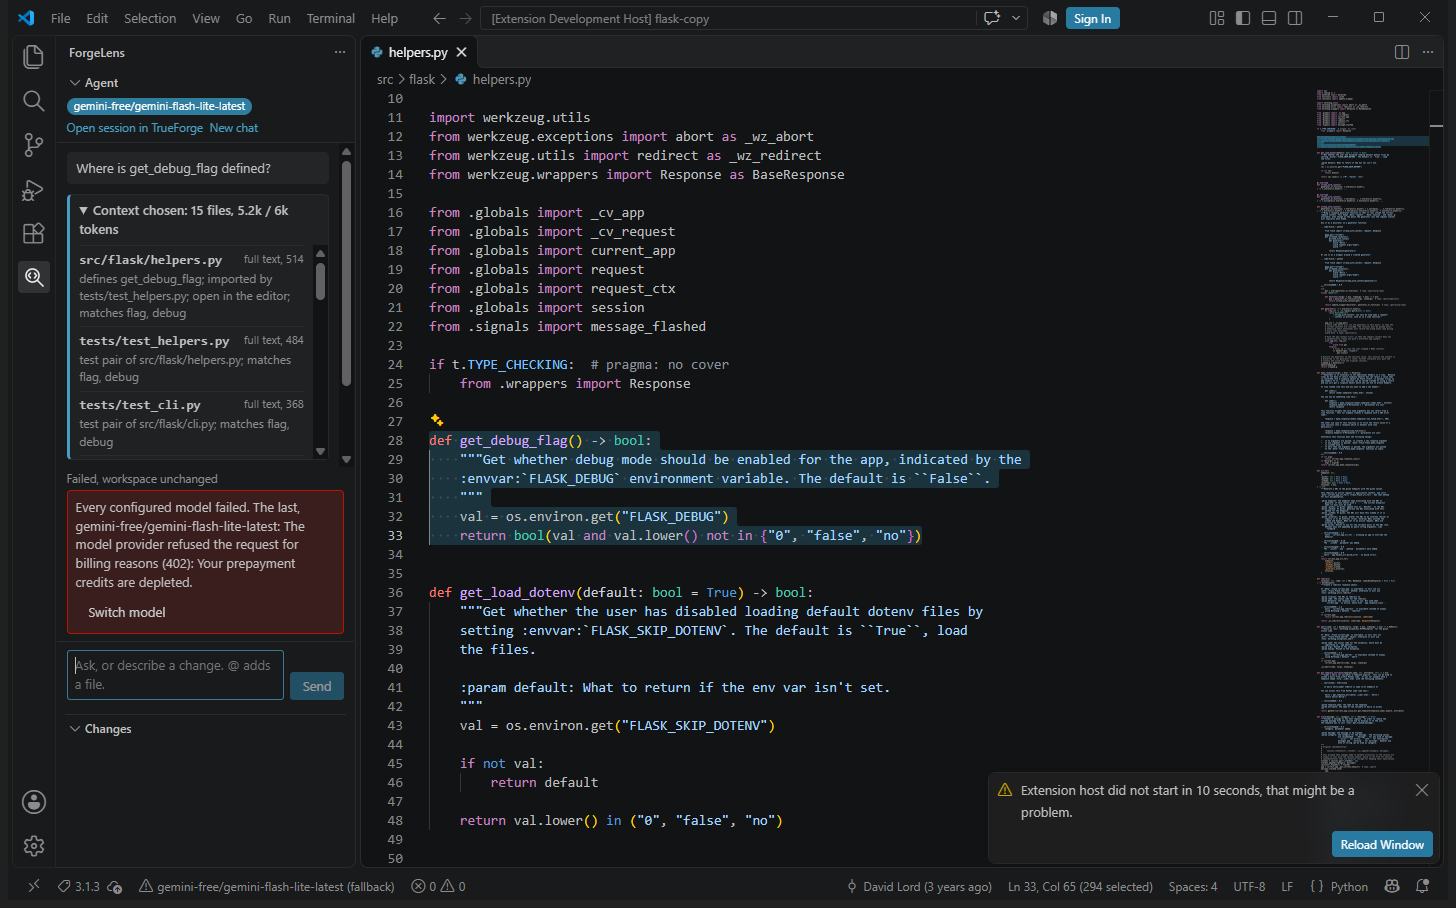 File Edit Selection View Go Run Terminal Help
[Extension Development Host] flask-copy
Sign In
ForgeLens
Agent
gemini-free/gemini-flash-lite-latest
Open session in TrueForge New chat
Where is get_debug_flag defined?
Context chosen: 15 files, 5.2k / 6k
tokens
src/flask/helpers.py full text, 514
defines get_debug_flag; imported by
tests/test_helpers.py; open in the editor;
matches flag, debug
tests/test_helpers.py full text, 484
test pair of src/flask/helpers.py; matches
flag, debug
tests/test_cli.py full text, 368
test pair of src/flask/cli.py; matches flag,
debug
Failed, workspace unchanged
Every configured model failed. The last,
gemini-free/gemini-flash-lite-latest: The
model provider refused the request for
billing reasons (402): Your prepayment
credits are depleted.
Switch model
Ask, or describe a change. @ adds
a file.
Send
Changes
helpers.py
src > flask > helpers.py
10
11 import werkzeug.utils
12 from werkzeug.exceptions import abort as _wz_abort
13 from werkzeug.utils import redirect as _wz_redirect
14 from werkzeug.wrappers import Response as BaseResponse
15
16 from .globals import _cv_app
17 from .globals import _cv_request
18 from .globals import current_app
19 from .globals import request
20 from .globals import request_ctx
21 from .globals import session
22 from .signals import message_flashed
23
24 if t.TYPE_CHECKING:  # pragma: no cover
25     from .wrappers import Response
26
27
28 def get_debug_flag() -> bool:
29     """Get whether debug mode should be enabled for the app, indicated by the
30     :envvar:`FLASK_DEBUG` environment variable. The default is ``False``.
31     """
32     val = os.environ.get("FLASK_DEBUG")
33     return bool(val and val.lower() not in {"0", "false", "no"})
34
35
36 def get_load_dotenv(default: bool = True) -> bool:
37     """Get whether the user has disabled loading default dotenv files by
38     setting :envvar:`FLASK_SKIP_DOTENV`. The default is ``True``, load
39     the files.
40
41     :param default: What to return if the env var isn't set.
42     """
43     val = os.environ.get("FLASK_SKIP_DOTENV")
44
45     if not val:
46         return default
47
48     return val.lower() in ("0", "false", "no")
49
50
Extension host did not start in 10 seconds, that might be a
problem.
Reload Window
3.1.3 gemini-free/gemini-flash-lite-latest (fallback) 0 0 David Lord (3 years ago) Ln 33, Col 65 (294 selected) Spaces: 4 UTF-8 LF { } Python